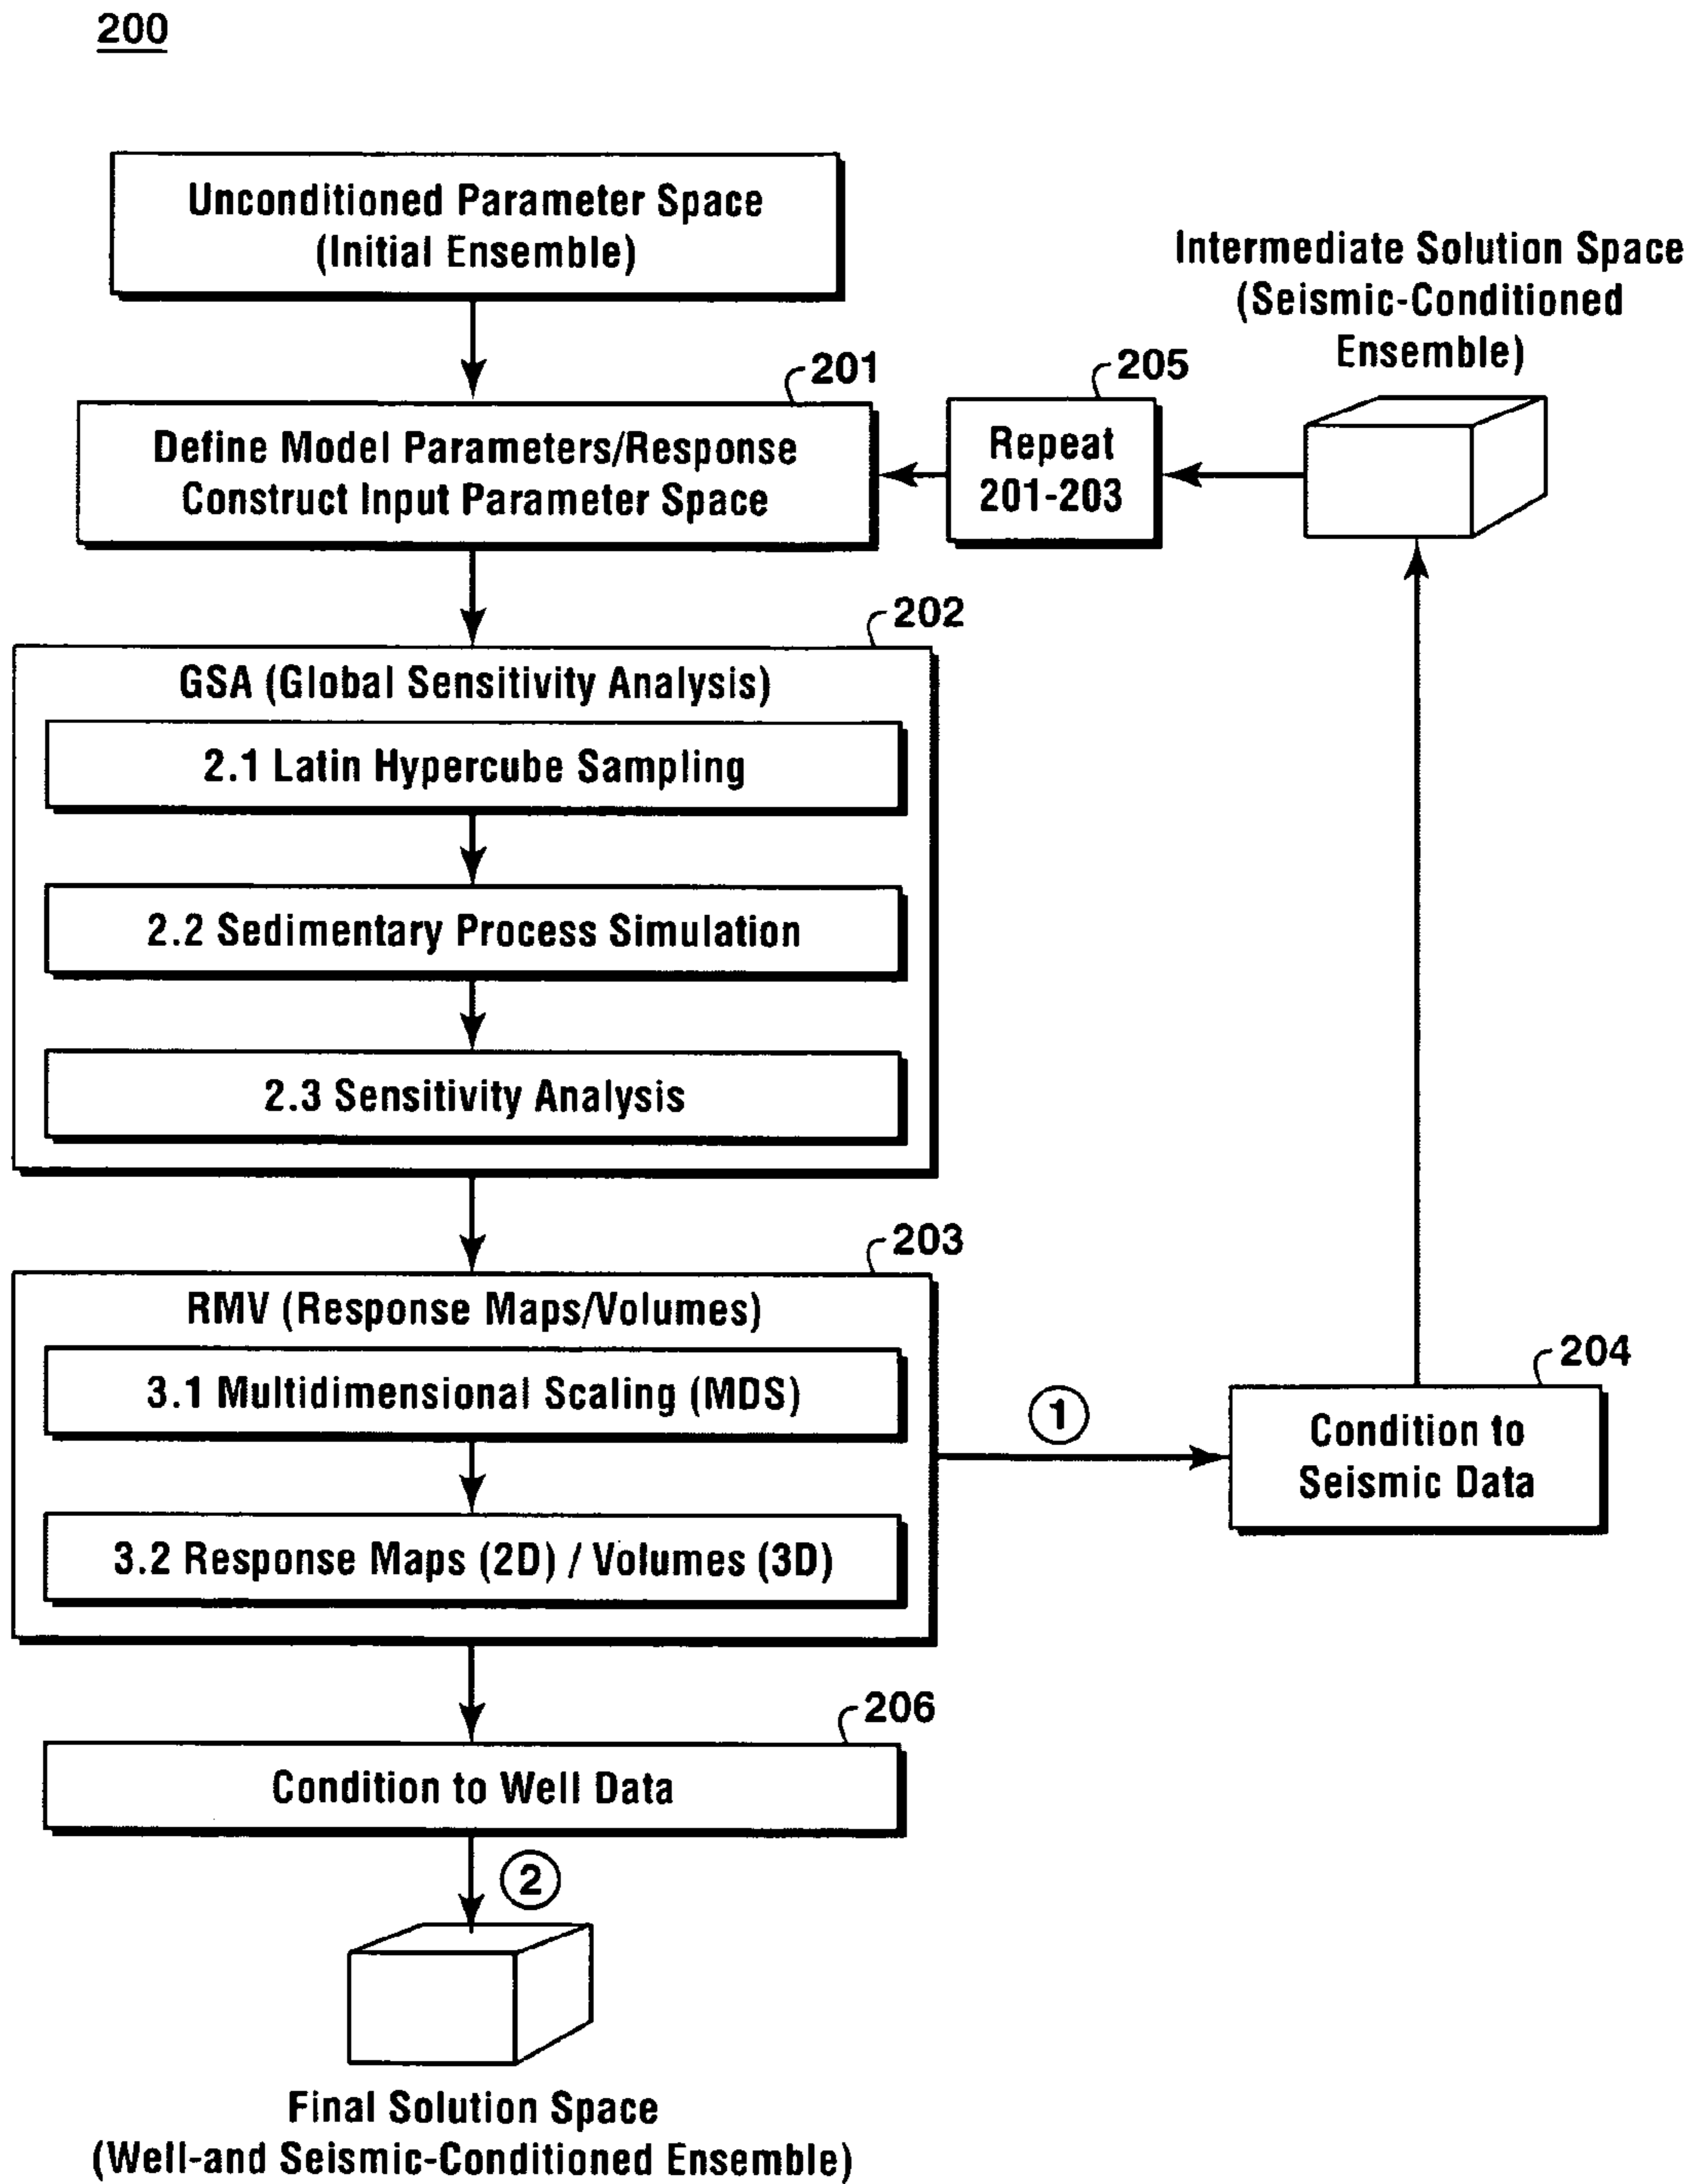 200
Unconditioned Parameter Space
(Initial Ensemble)
Intermediate Solution Space
(Seismic-Conditioned
Ensemble)
201
Define Model Parameters/Response
Construct Input Parameter Space
205
Repeat
201-203
202
GSA (Global Sensitivity Analysis)
2.1 Latin Hypercube Sampling
2.2 Sedimentary Process Simulation
2.3 Sensitivity Analysis
203
RMV (Response Maps/Volumes)
3.1 Multidimensional Scaling (MDS)
3.2 Response Maps (2D) / Volumes (3D)
1
204
Condition to
Seismic Data
206
Condition to Well Data
2
Final Solution Space
(Well-and Seismic-Conditioned Ensemble)